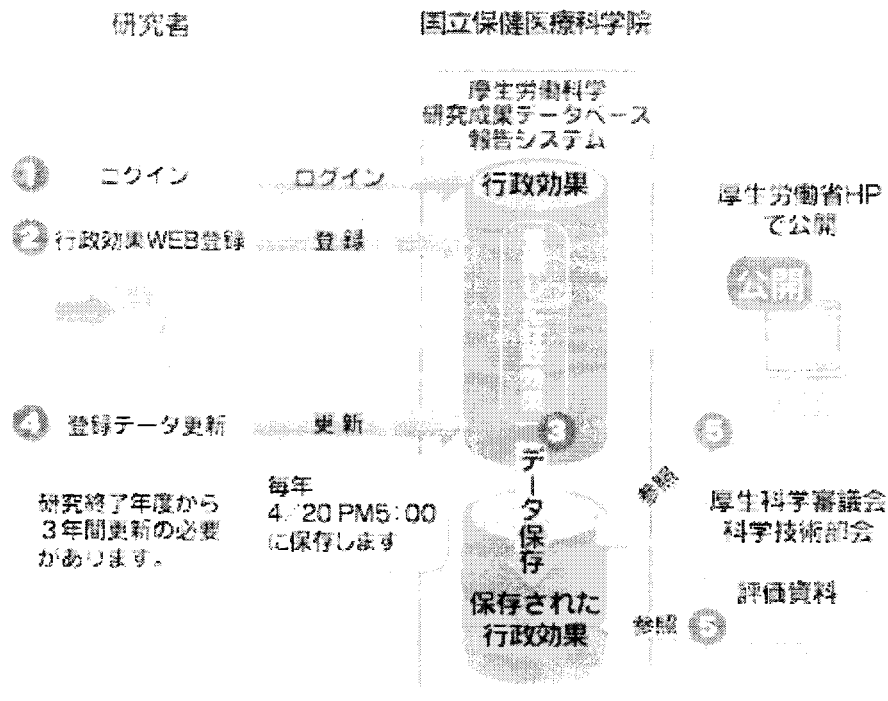 研究者
国立保健医療科学院
厚生労働科学
研究成果データベース
報告システム
① ログイン
ログイン
行政効果
厚生労働省HP
で公開
② 行政効果WEB登録
登録
公開
④ 登録データ更新
更新
③
データ保存
⑤
参照
研究終了年度から
3年間更新の必要
があります。
毎年
4/20 PM5:00
に保存します
厚生科学審議会
科学技術部会
評価資料
保存された
行政効果
参照 ⑤